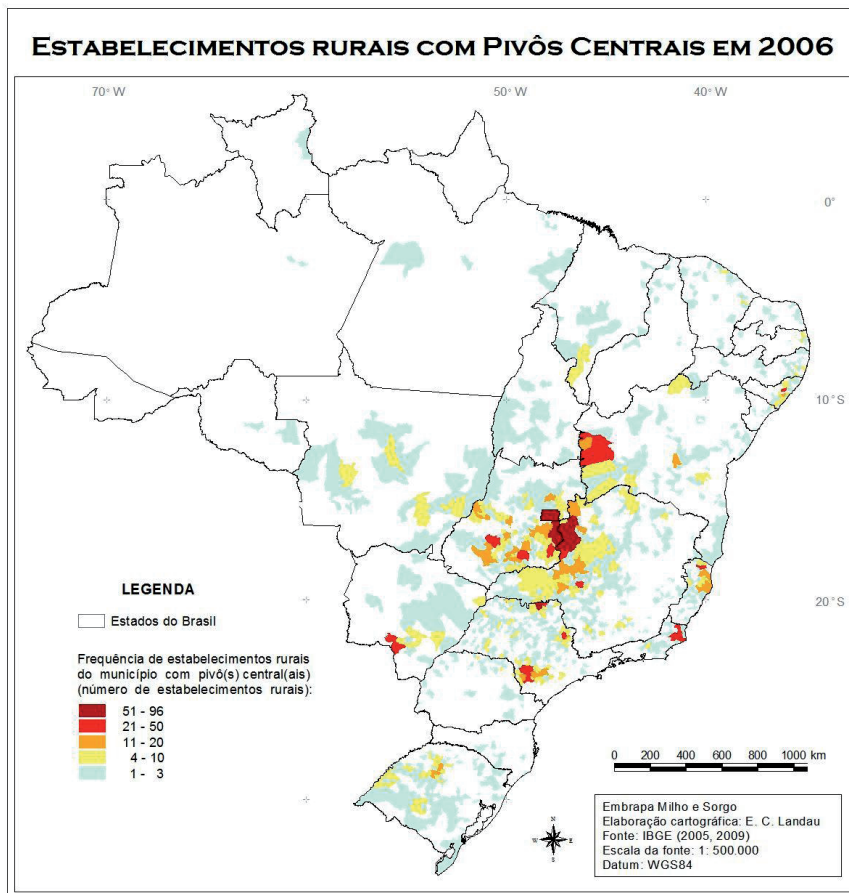 ESTABELECIMENTOS RURAIS COM PIVÔS CENTRAIS EM 2006
70° W
50° W
40° W
0°
10° S
20° S
LEGENDA
Estados do Brasil
Frequência de estabelecimentos rurais
do município com pivô(s) central(ais)
(número de estabelecimentos rurais):
51 - 96
21 - 50
11 - 20
4 - 10
1 - 3
0 200 400 600 800 1000 km
N
W E
S
Embrapa Milho e Sorgo
Elaboração cartográfica: E. C. Landau
Fonte: IBGE (2005, 2009)
Escala da fonte: 1: 500.000
Datum: WGS84